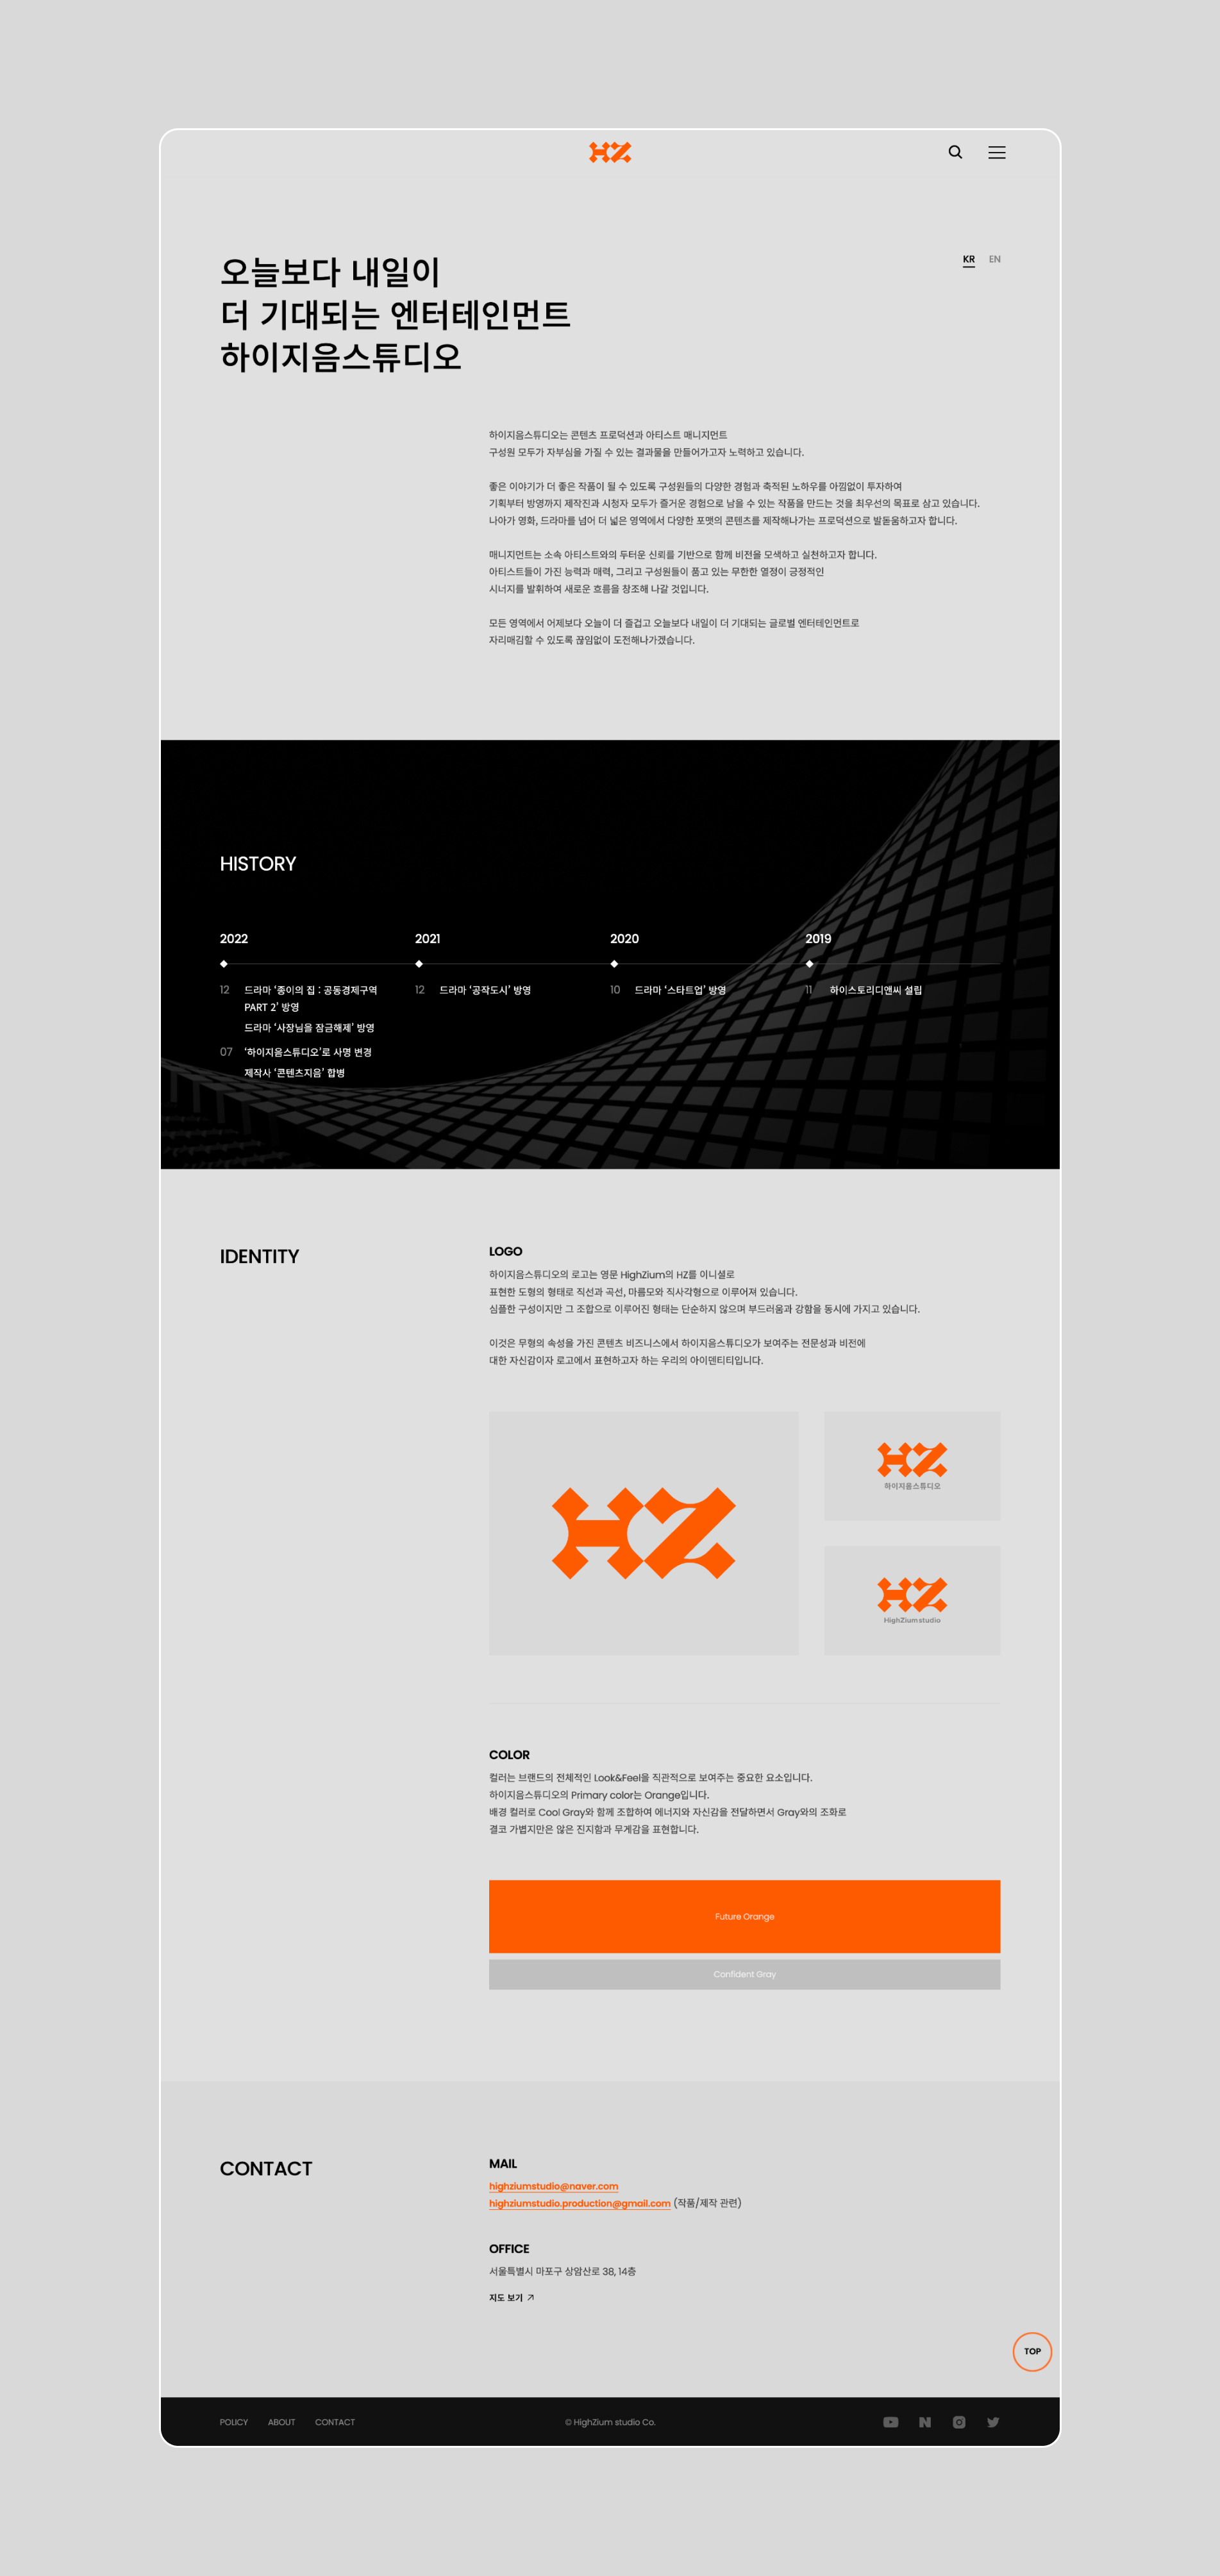 HZ
KR EN
오늘보다 내일이
더 기대되는 엔터테인먼트
하이지음스튜디오
하이지음스튜디오는 콘텐츠 프로덕션과 아티스트 매니지먼트
구성원 모두가 자부심을 가질 수 있는 결과물을 만들어가고자 노력하고 있습니다.
좋은 이야기가 더 좋은 작품이 될 수 있도록 구성원들의 다양한 경험과 축적된 노하우를 아낌없이 투자하여
기획부터 방영까지 제작진과 시청자 모두가 즐거운 경험으로 남을 수 있는 작품을 만드는 것을 최우선의 목표로 삼고 있습니다.
나아가 영화, 드라마를 넘어 더 넓은 영역에서 다양한 포맷의 콘텐츠를 제작해나가는 프로덕션으로 발돋움하고자 합니다.
매니지먼트는 소속 아티스트와의 두터운 신뢰를 기반으로 함께 비전을 모색하고 실천하고자 합니다.
아티스트들이 가진 능력과 매력, 그리고 구성원들이 품고 있는 무한한 열정이 긍정적인
시너지를 발휘하여 새로운 흐름을 창조해 나갈 것입니다.
모든 영역에서 어제보다 오늘이 더 즐겁고 오늘보다 내일이 더 기대되는 글로벌 엔터테인먼트로
자리매김할 수 있도록 끊임없이 도전해나가겠습니다.
HISTORY
2022
12 드라마 ‘종이의 집 : 공동경제구역
PART 2’ 방영
드라마 ‘사장님을 잠금해제’ 방영
07 ‘하이지음스튜디오’로 사명 변경
제작사 ‘콘텐츠지음’ 합병
2021
12 드라마 ‘공작도시’ 방영
2020
10 드라마 ‘스타트업’ 방영
2019
11 하이스토리디앤씨 설립
IDENTITY
LOGO
하이지음스튜디오의 로고는 영문 HighZium의 HZ를 이니셜로
표현한 도형의 형태로 직선과 곡선, 마름모와 직사각형으로 이루어져 있습니다.
심플한 구성이지만 그 조합으로 이루어진 형태는 단순하지 않으며 부드러움과 강함을 동시에 가지고 있습니다.
이것은 무형의 속성을 가진 콘텐츠 비즈니스에서 하이지음스튜디오가 보여주는 전문성과 비전에
대한 자신감이자 로고에서 표현하고자 하는 우리의 아이덴티티입니다.
HZ
HZ
하이지음스튜디오
HZ
HighZium studio
COLOR
컬러는 브랜드의 전체적인 Look&Feel을 직관적으로 보여주는 중요한 요소입니다.
하이지음스튜디오의 Primary color는 Orange입니다.
배경 컬러로 Cool Gray와 함께 조합하여 에너지와 자신감을 전달하면서 Gray와의 조화로
결코 가볍지만은 않은 진지함과 무게감을 표현합니다.
Future Orange
Confident Gray
CONTACT
MAIL
highziumstudio@naver.com
highziumstudio.production@gmail.com (작품/제작 관련)
OFFICE
서울특별시 마포구 상암산로 38, 14층
지도 보기
TOP
POLICY ABOUT CONTACT © HighZium studio Co. N